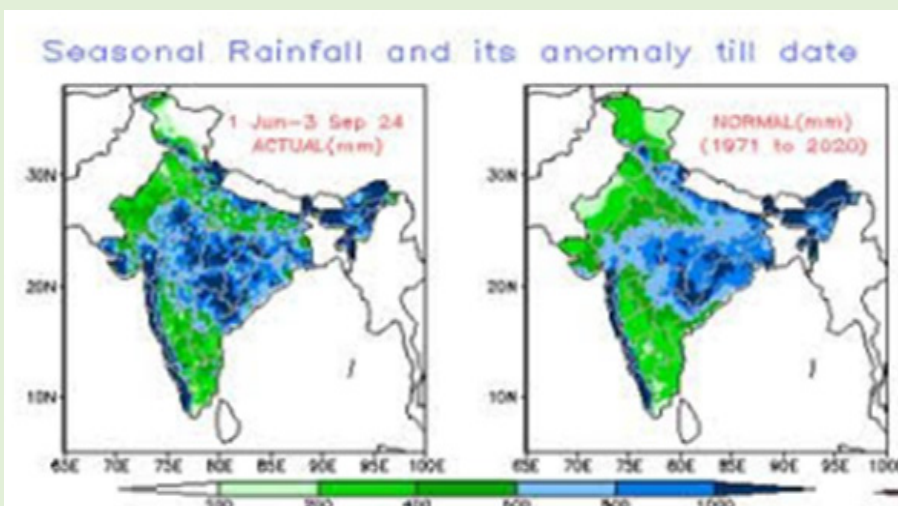 Seasonal Rainfall and its anomaly till date
1 Jun-3 Sep 24
ACTUAL(mm)
30N
20N
10N
65E 70E 75E 80E 85E 90E 95E 100E
NORMAL(mm)
(1971 to 2020)
30N
20N
10N
65E 70E 75E 80E 85E 90E 95E 100E